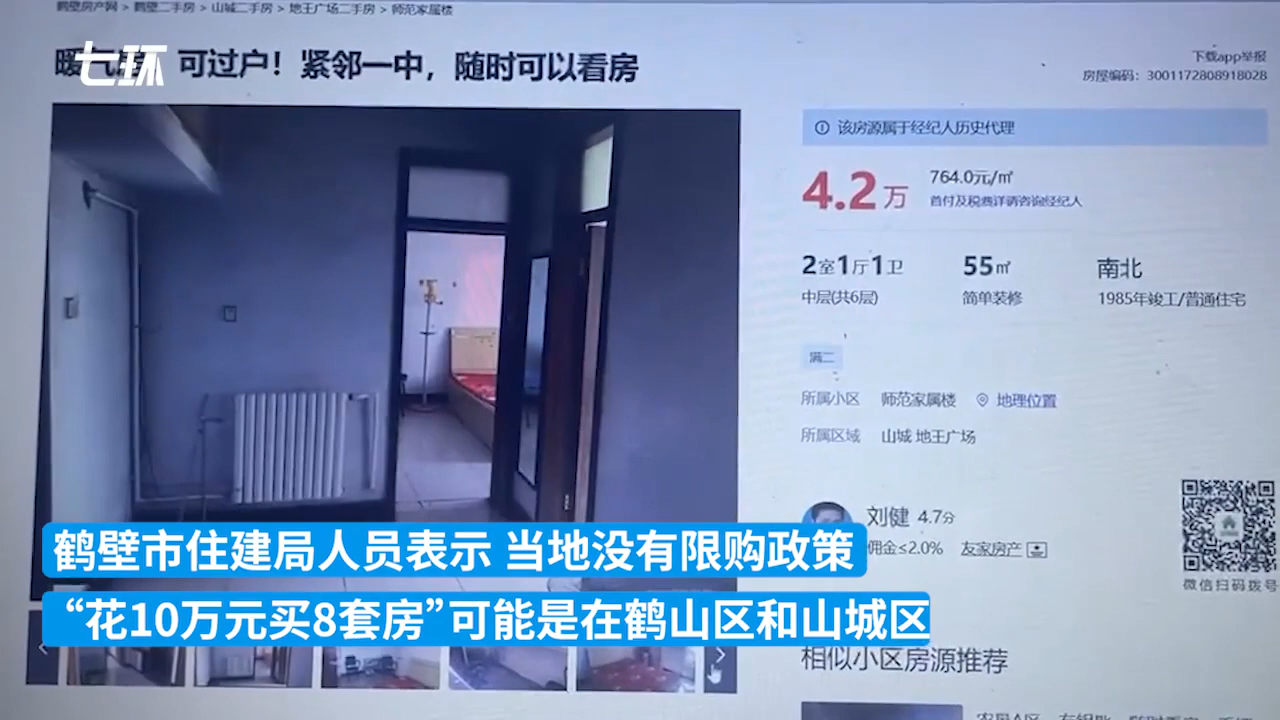 鹤壁房产网 > 鹤壁二手房 > 山城二手房 > 地王广场二手房 > 师范家属楼
七环
可过户！紧邻一中，随时可以看房
下载app举报
房屋编码：3001172808918028
该房源属于经纪人历史代理
4.2万
764.0元/㎡
首付及税费详情咨询经纪人
2室1厅1卫
55㎡
南北
中层(共6层)
简单装修
1985年竣工/普通住宅
满二
所属小区 师范家属楼 地理位置
所属区域 山城 地王广场
刘健 4.7分
佣金≤2.0% 友家房产
微信扫码拨号
鹤壁市住建局人员表示 当地没有限购政策
“花10万元买8套房”可能是在鹤山区和山城区
相似小区房源推荐